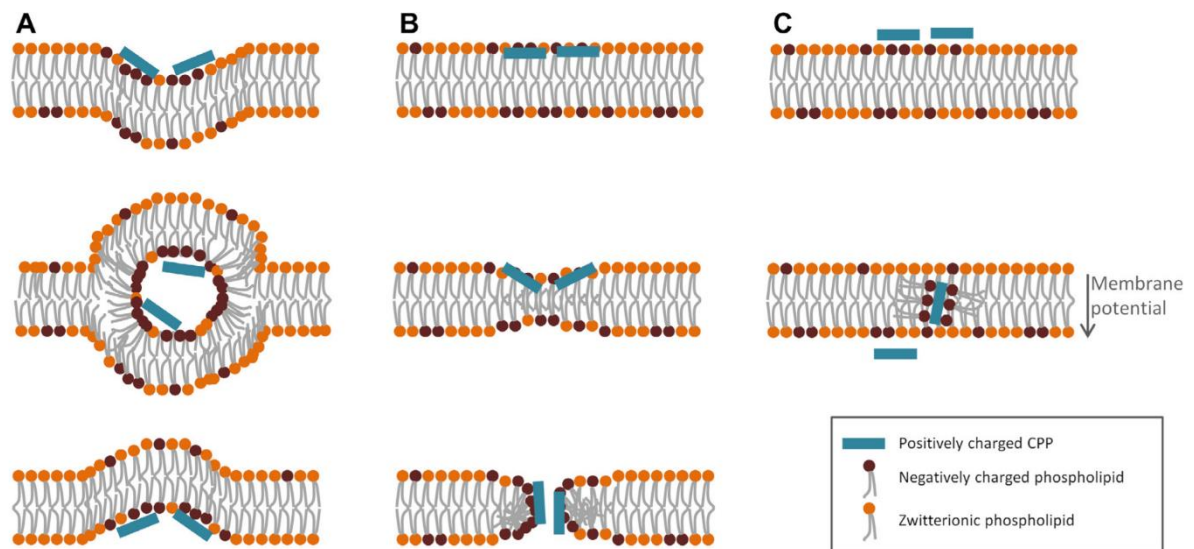 A
B
C
Membrane
potential
Positively charged CPP
Negatively charged phospholipid
Zwitterionic phospholipid